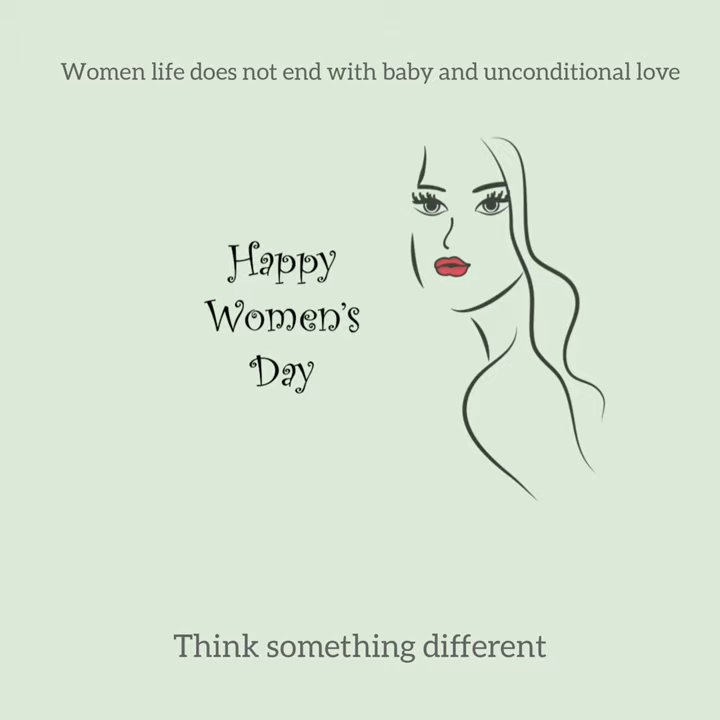 Women life does not end with baby and unconditional love
Happy
Women's
Day
Think something different